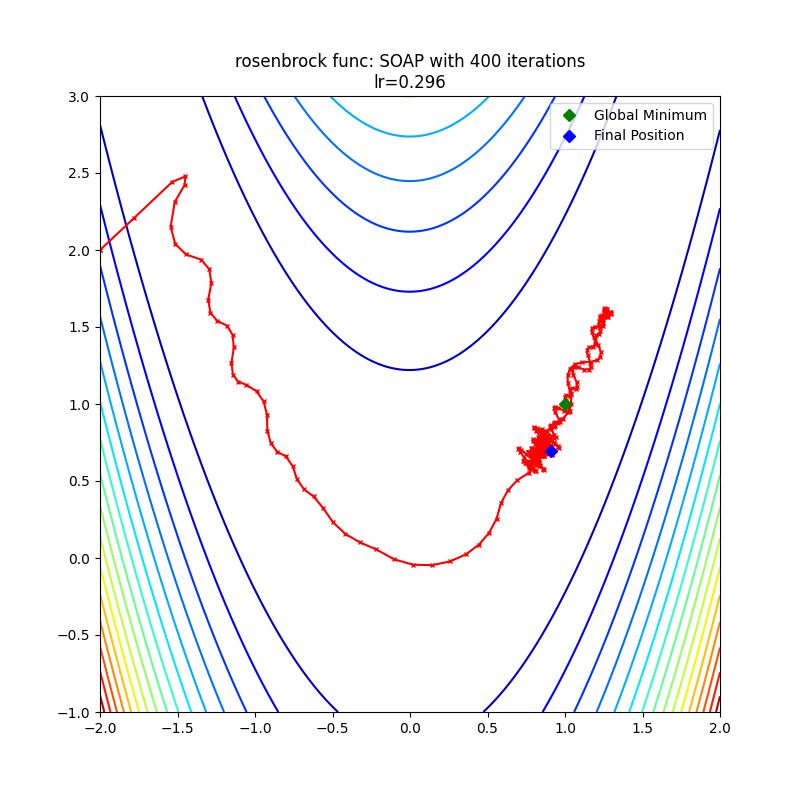 rosenbrock func: SOAP with 400 iterations
lr=0.296
Global Minimum
Final Position
3.0
2.5
2.0
1.5
1.0
0.5
0.0
−0.5
−1.0
−2.0 −1.5 −1.0 −0.5 0.0 0.5 1.0 1.5 2.0